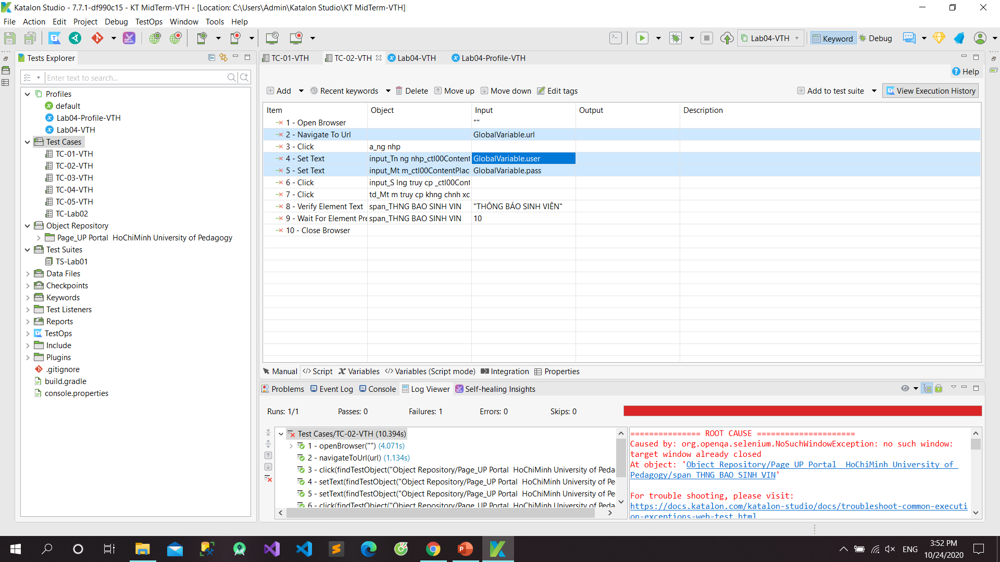 Katalon Studio - 7.7.1-df990c15 - KT MidTerm-VTH - [Location: C:\Users\Admin\Katalon Studio\KT MidTerm-VTH]
File Action Edit Project Debug TestOps Window Tools Help
Lab04-VTH
Keyword
Debug
Tests Explorer
TC-01-VTH
TC-02-VTH
Lab04-VTH
Lab04-Profile-VTH
Help
Enter text to search...
Add
Recent keywords
Delete
Move up
Move down
Edit tags
Add to test suite
View Execution History
Profiles
default
Lab04-Profile-VTH
Lab04-VTH
Test Cases
TC-01-VTH
TC-02-VTH
TC-03-VTH
TC-04-VTH
TC-05-VTH
TC-Lab02
Object Repository
Page_UP Portal  HoChiMinh University of Pedagogy
Test Suites
TS-Lab01
Data Files
Checkpoints
Keywords
Test Listeners
Reports
TestOps
Include
Plugins
.gitignore
build.gradle
console.properties
Item Object Input Output Description
1 - Open Browser ""
2 - Navigate To Url GlobalVariable.url
3 - Click a_ng nhp
4 - Set Text input_Tn ng nhp_ctl00Content GlobalVariable.user
5 - Set Text input_Mt m_ctl00ContentPlac GlobalVariable.pass
6 - Click input_S lng truy cp _ctl00Cont
7 - Click td_Mt m truy cp khng chnh xc
8 - Verify Element Text span_THNG BAO SINH VIN "THÔNG BÁO SINH VIÊN"
9 - Wait For Element Pre span_THNG BAO SINH VIN 10
10 - Close Browser
Manual Script Variables Variables (Script mode) Integration Properties
Problems Event Log Console Log Viewer Self-healing Insights
Runs: 1/1 Passes: 0 Failures: 1 Errors: 0 Skips: 0
Test Cases/TC-02-VTH (10.394s)
1 - openBrowser("") (4.071s)
2 - navigateToUrl(url) (1.134s)
3 - click(findTestObject("Object Repository/Page_UP Portal  HoChiMinh University of Peda
4 - setText(findTestObject("Object Repository/Page_UP Portal  HoChiMinh University of Pe
5 - setText(findTestObject("Object Repository/Page_UP Portal  HoChiMinh University of Pe
6 - click(findTestObject("Object Repository/Page_UP Portal  HoChiMinh University of Peda
=============== ROOT CAUSE =====================
Caused by: org.openqa.selenium.NoSuchWindowException: no such window:
target window already closed
At object: 'Object Repository/Page_UP Portal  HoChiMinh University of
Pedagogy/span_THNG BAO SINH VIN'
For trouble shooting, please visit:
https://docs.katalon.com/katalon-studio/docs/troubleshoot-common-executi
on-exceptions-web-test.html
ENG
3:52 PM
10/24/2020